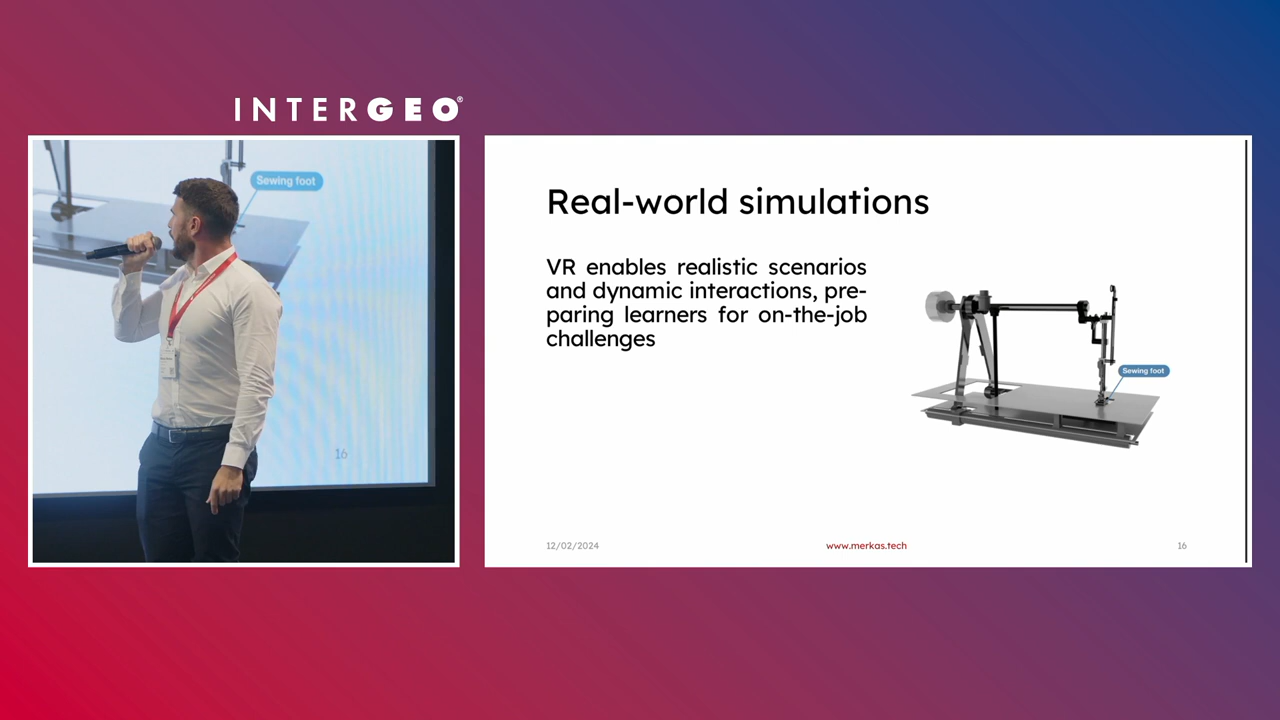 INTERGEO®
Sewing foot
16
Real-world simulations
VR enables realistic scenarios
and dynamic interactions, pre-
paring learners for on-the-job
challenges
Sewing foot
12/02/2024
www.merkas.tech
16